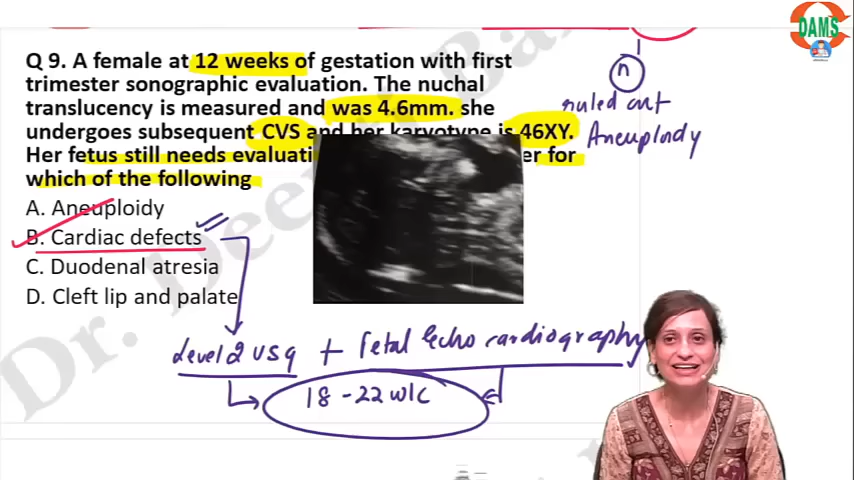 DAMS
n
ruled out
Aneuploidy
Q 9. A female at 12 weeks of gestation with first
trimester sonographic evaluation. The nuchal
translucency is measured and was 4.6mm. she
undergoes subsequent CVS and her karyotype is 46XY.
Her fetus still needs er for
which of the following
A. Aneuploidy
B. Cardiac defects
C. Duodenal atresia
D. Cleft lip and palate
Level 2 USG + Fetal Echo cardiography
18-22 wk